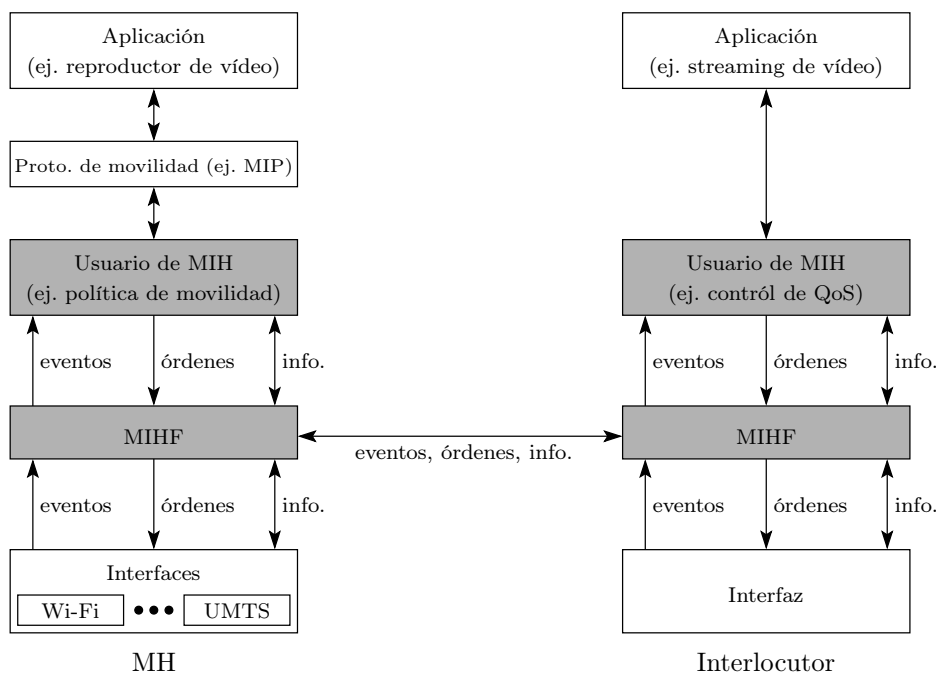 Aplicación
(ej. reproductor de vídeo)
Proto. de movilidad (ej. MIP)
Usuario de MIH
(ej. política de movilidad)
eventos
órdenes
info.
MIHF
eventos
órdenes
info.
Interfaces
Wi-Fi
UMTS
MH
eventos, órdenes, info.
Aplicación
(ej. streaming de vídeo)
Usuario de MIH
(ej. contról de QoS)
eventos
órdenes
info.
MIHF
eventos
órdenes
info.
Interfaz
Interlocutor